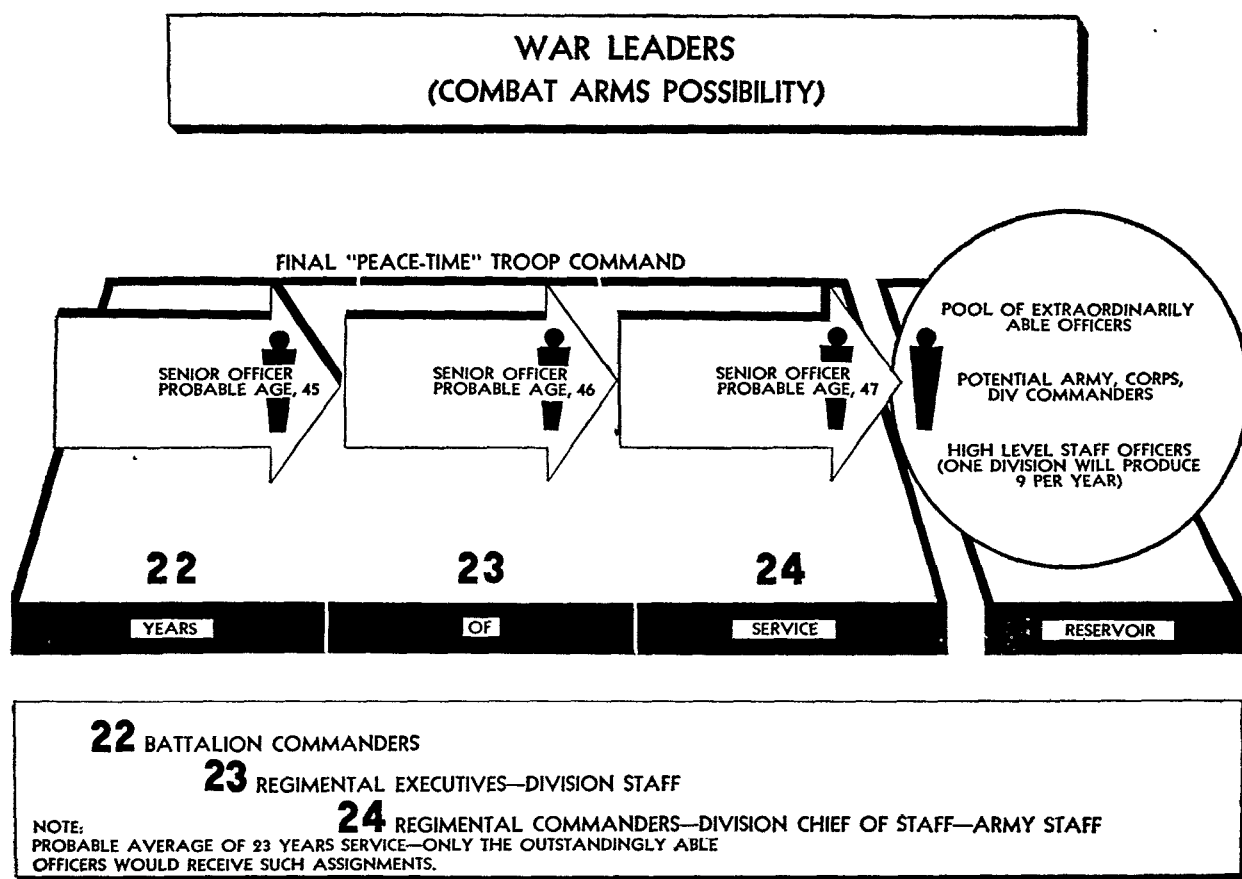 WAR LEADERS
(COMBAT ARMS POSSIBILITY)
FINAL "PEACE-TIME" TROOP COMMAND
SENIOR OFFICER
PROBABLE AGE, 45
SENIOR OFFICER
PROBABLE AGE, 46
SENIOR OFFICER
PROBABLE AGE, 47
POOL OF EXTRAORDINARILY
ABLE OFFICERS
POTENTIAL ARMY, CORPS,
DIV COMMANDERS
HIGH LEVEL STAFF OFFICERS
(ONE DIVISION WILL PRODUCE
9 PER YEAR)
22 23 24
YEARS OF SERVICE RESERVOIR
22 BATTALION COMMANDERS
23 REGIMENTAL EXECUTIVES—DIVISION STAFF
24 REGIMENTAL COMMANDERS—DIVISION CHIEF OF STAFF—ARMY STAFF
NOTE:
PROBABLE AVERAGE OF 23 YEARS SERVICE—ONLY THE OUTSTANDINGLY ABLE
OFFICERS WOULD RECEIVE SUCH ASSIGNMENTS.